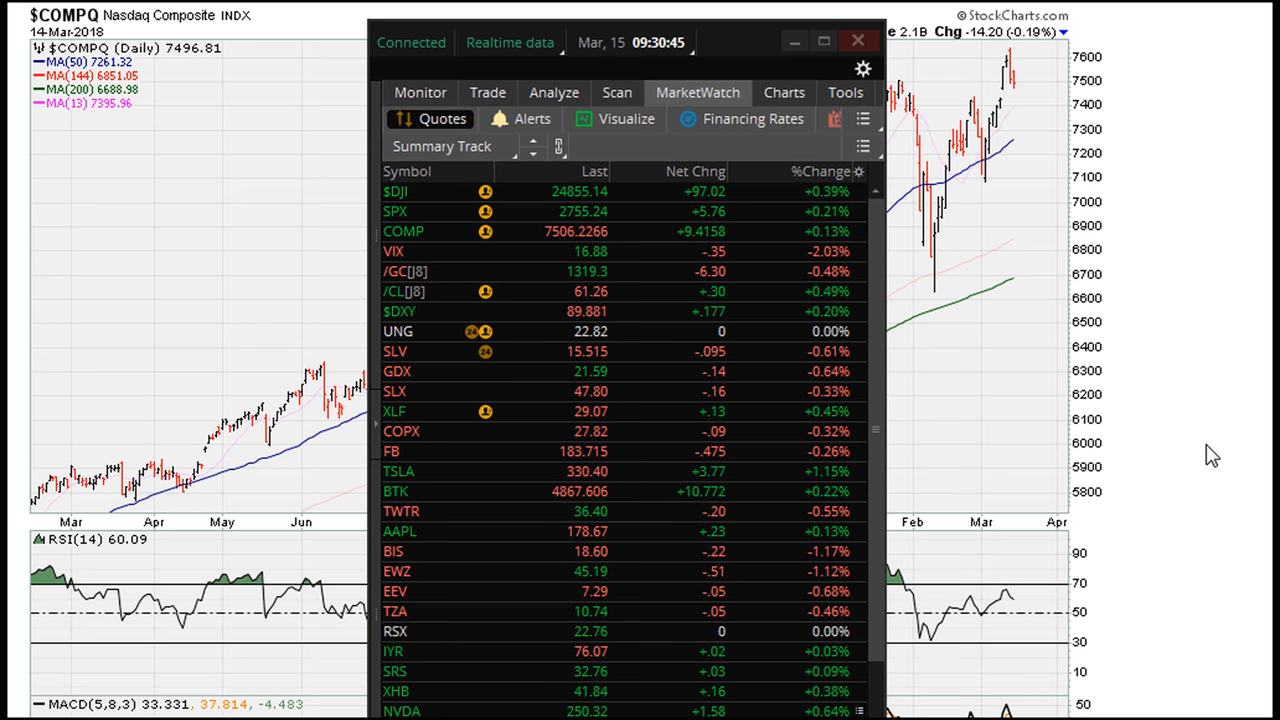 $COMPQ Nasdaq Composite INDX
© StockCharts.com
14-Mar-2018
e 2.1B Chg -14.20 (-0.19%)
$COMPQ (Daily) 7496.81
MA(50) 7261.32
MA(144) 6851.05
MA(200) 6688.98
MA(13) 7395.96
Connected Realtime data Mar, 15 09:30:45
Monitor Trade Analyze Scan MarketWatch Charts Tools
Quotes Alerts Visualize Financing Rates
Summary Track
Symbol Last Net Chng %Change
$DJI 24855.14 +97.02 +0.39%
SPX 2755.24 +5.76 +0.21%
COMP 7506.2266 +9.4158 +0.13%
VIX 16.88 -.35 -2.03%
/GC[J8] 1319.3 -6.30 -0.48%
/CL[J8] 61.26 +.30 +0.49%
$DXY 89.881 +.177 +0.20%
UNG 24 22.82 0 0.00%
SLV 24 15.515 -.095 -0.61%
GDX 21.59 -.14 -0.64%
SLX 47.80 -.16 -0.33%
XLF 29.07 +.13 +0.45%
COPX 27.82 -.09 -0.32%
FB 183.715 -.475 -0.26%
TSLA 330.40 +3.77 +1.15%
BTK 4867.606 +10.772 +0.22%
TWTR 36.40 -.20 -0.55%
AAPL 178.67 +.23 +0.13%
BIS 18.60 -.22 -1.17%
EWZ 45.19 -.51 -1.12%
EEV 7.29 -.05 -0.68%
TZA 10.74 -.05 -0.46%
RSX 22.76 0 0.00%
IYR 76.07 +.02 +0.03%
SRS 32.76 +.03 +0.09%
XHB 41.84 +.16 +0.38%
NVDA 250.32 +1.58 +0.64%
7600
7500
7400
7300
7200
7100
7000
6900
6800
6700
6600
6500
6400
6300
6200
6100
6000
5900
5800
Mar Apr May Jun Feb Mar Apr
RSI(14) 60.09
90
70
50
30
10
MACD(5,8,3) 33.331, 37.814, -4.483
50